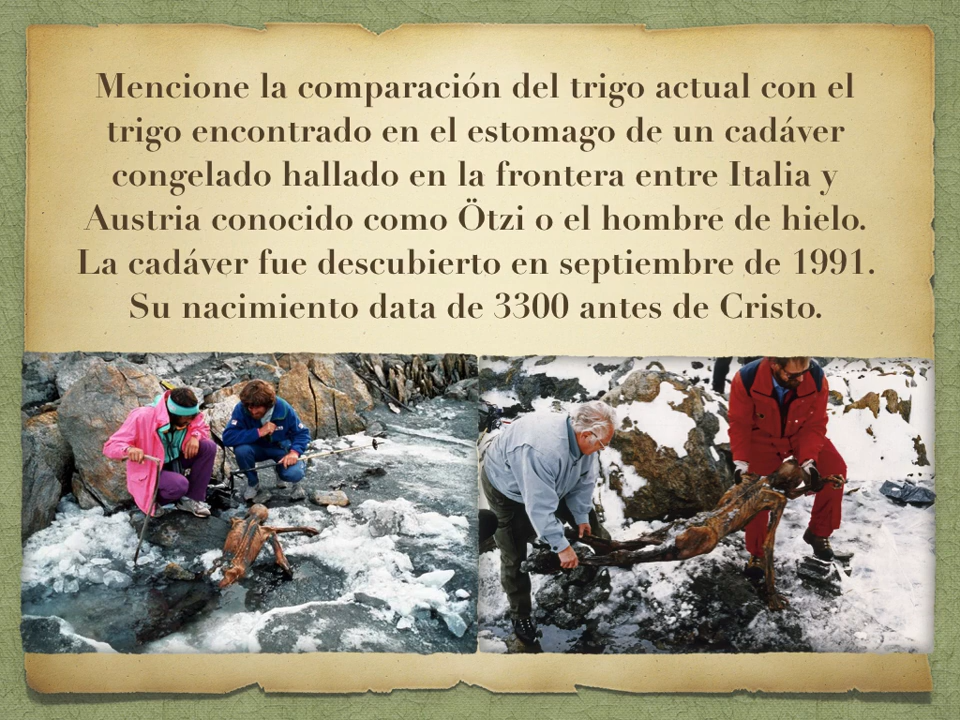 Mencione la comparación del trigo actual con el
trigo encontrado en el estomago de un cadáver
congelado hallado en la frontera entre Italia y
Austria conocido como Ötzi o el hombre de hielo.
La cadáver fue descubierto en septiembre de 1991.
Su nacimiento data de 3300 antes de Cristo.